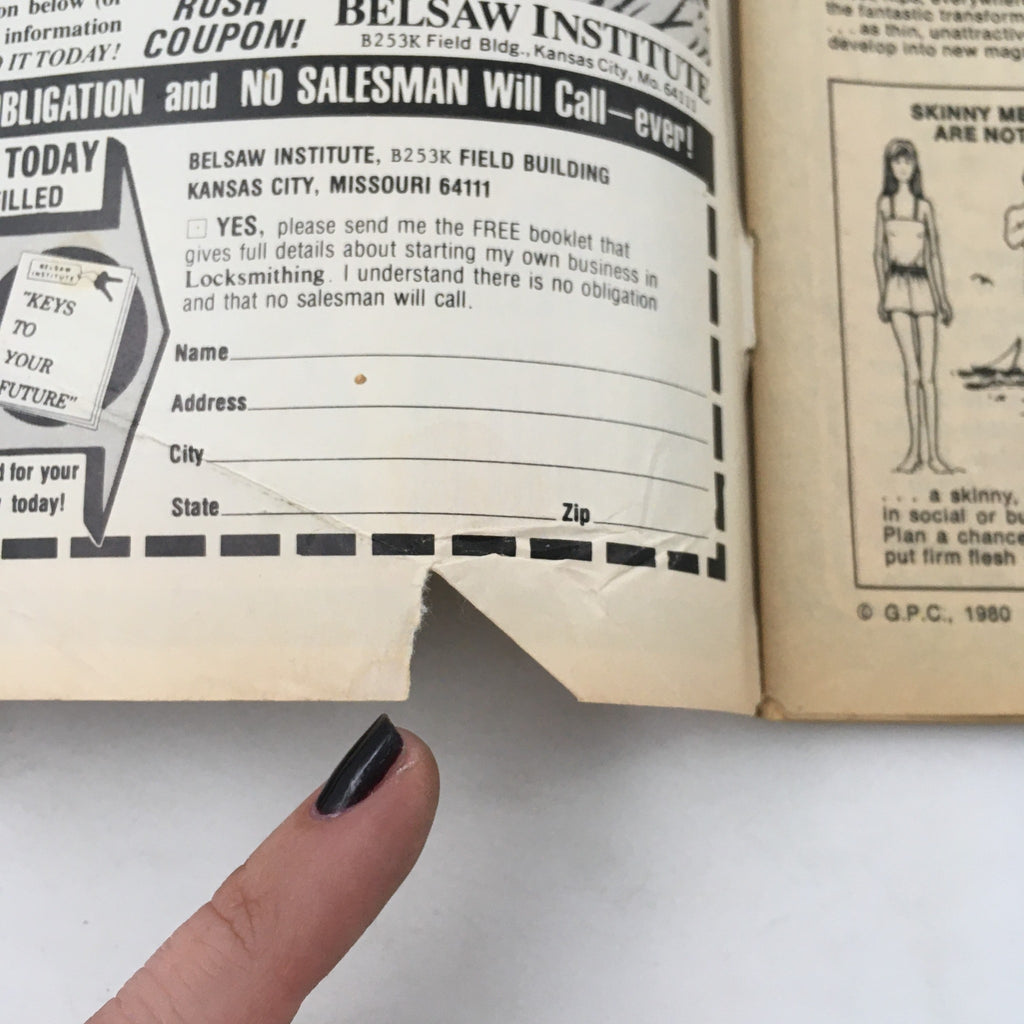 on below (or
information
IT TODAY!
RUSH
COUPON!
BELSAW INSTITUTE
B253K Field Bldg., Kansas City, Mo. 64111
BLIGATION and NO SALESMAN Will Call—ever!
TODAY
ILLED
BELSAW
INSTITUTE
"KEYS
TO
YOUR
FUTURE"
for your
today!
BELSAW INSTITUTE, B253K FIELD BUILDING
KANSAS CITY, MISSOURI 64111
YES, please send me the FREE booklet that
gives full details about starting my own business in
Locksmithing. I understand there is no obligation
and that no salesman will call.
Name
Address
City
State Zip
the fantastic transform
. . . as thin, unattractiv
develop into new mag
SKINNY ME
ARE NOT
. . . a skinny,
in social or bu
Plan a chance
put firm flesh
© G.P.C., 1980